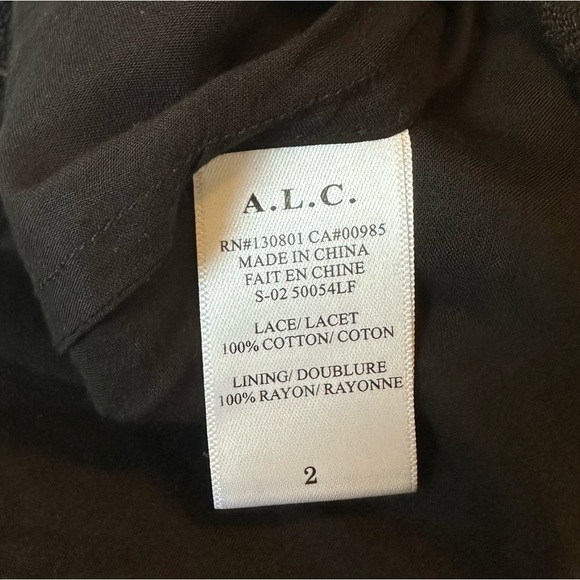 A.L.C.
RN#130801 CA#00985
MADE IN CHINA
FAIT EN CHINE
S-02 50054LF
LACE/ LACET
100% COTTON/ COTON
LINING/ DOUBLURE
100% RAYON/ RAYONNE
2